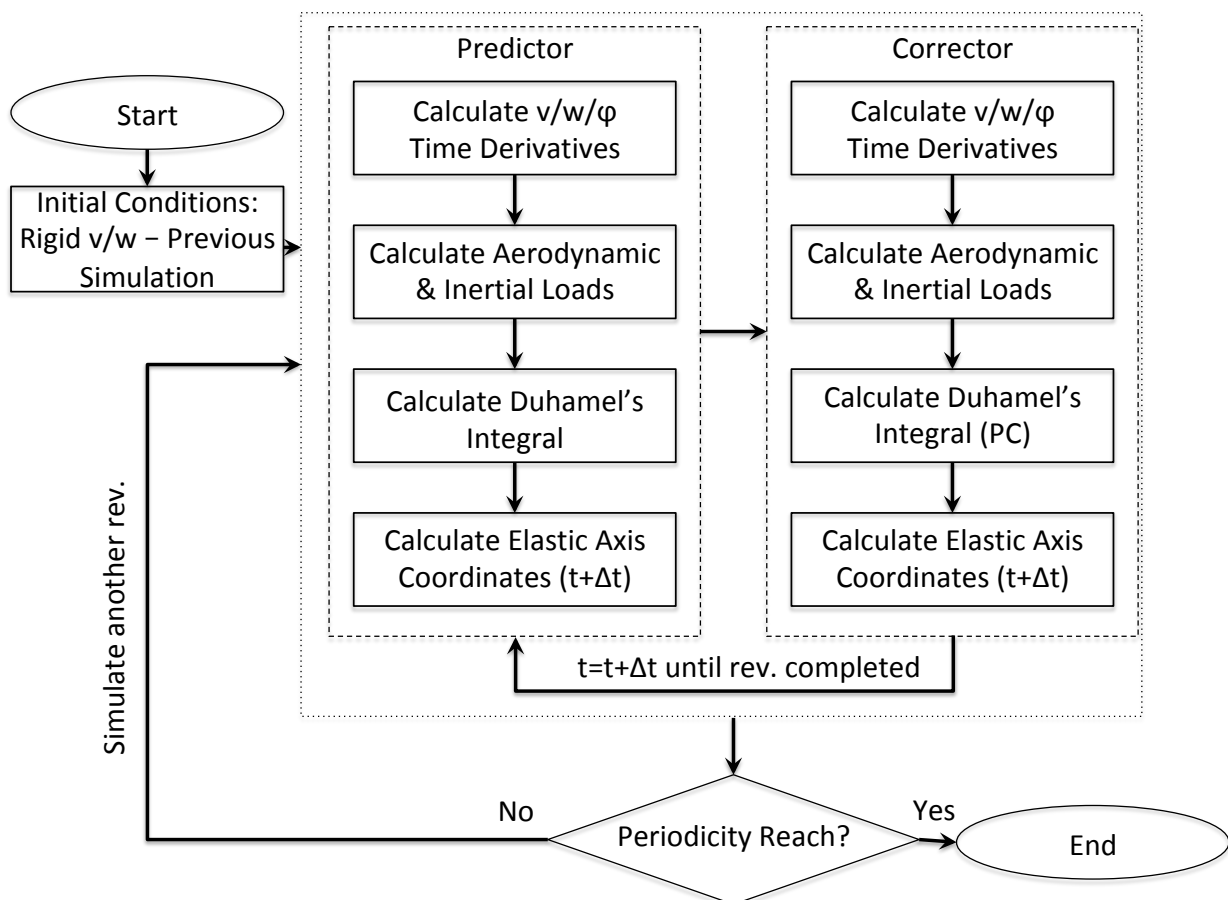 Start
Initial Conditions:
Rigid v/w – Previous
Simulation
Predictor
Calculate v/w/φ
Time Derivatives
Calculate Aerodynamic
& Inertial Loads
Calculate Duhamel’s
Integral
Calculate Elastic Axis
Coordinates (t+Δt)
Corrector
Calculate v/w/φ
Time Derivatives
Calculate Aerodynamic
& Inertial Loads
Calculate Duhamel’s
Integral (PC)
Calculate Elastic Axis
Coordinates (t+Δt)
t=t+Δt until rev. completed
Simulate another rev.
No
Periodicity Reach?
Yes
End